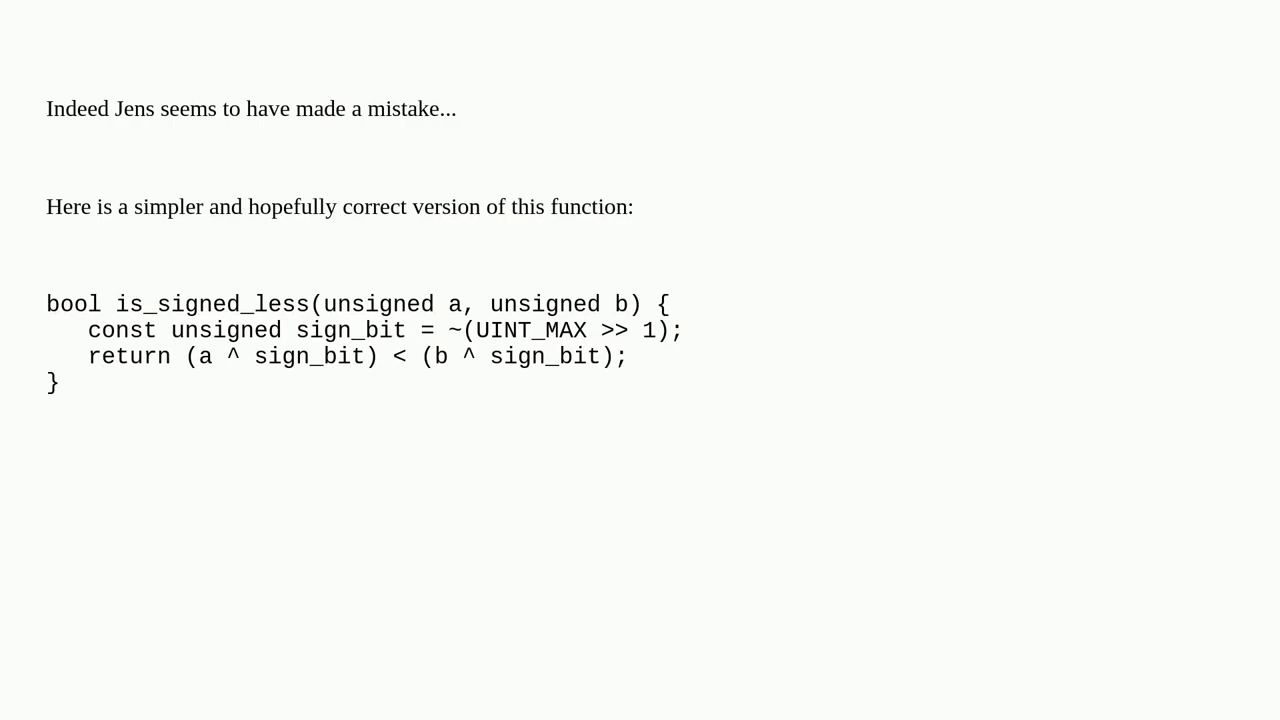 Indeed Jens seems to have made a mistake...
Here is a simpler and hopefully correct version of this function:
bool is_signed_less(unsigned a, unsigned b) {
   const unsigned sign_bit = ~(UINT_MAX >> 1);
   return (a ^ sign_bit) < (b ^ sign_bit);
}